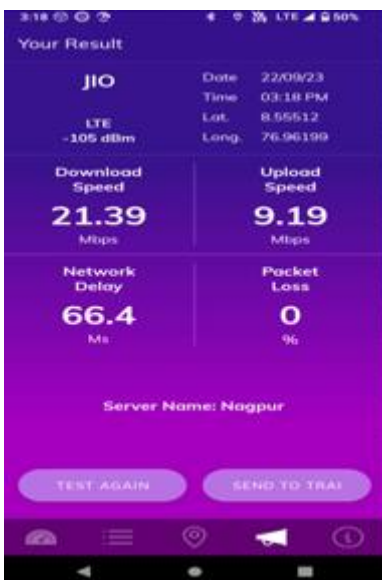 3:18 LTE 50%
Your Result
JIO
LTE
-105 dBm
Date 22/09/23
Time 03:18 PM
Lat. 8.55512
Long. 76.96199
Download
Speed
21.39
Mbps
Upload
Speed
9.19
Mbps
Network
Delay
66.4
Ms
Packet
Loss
0
%
Server Name: Nagpur
TEST AGAIN
SEND TO TRAI